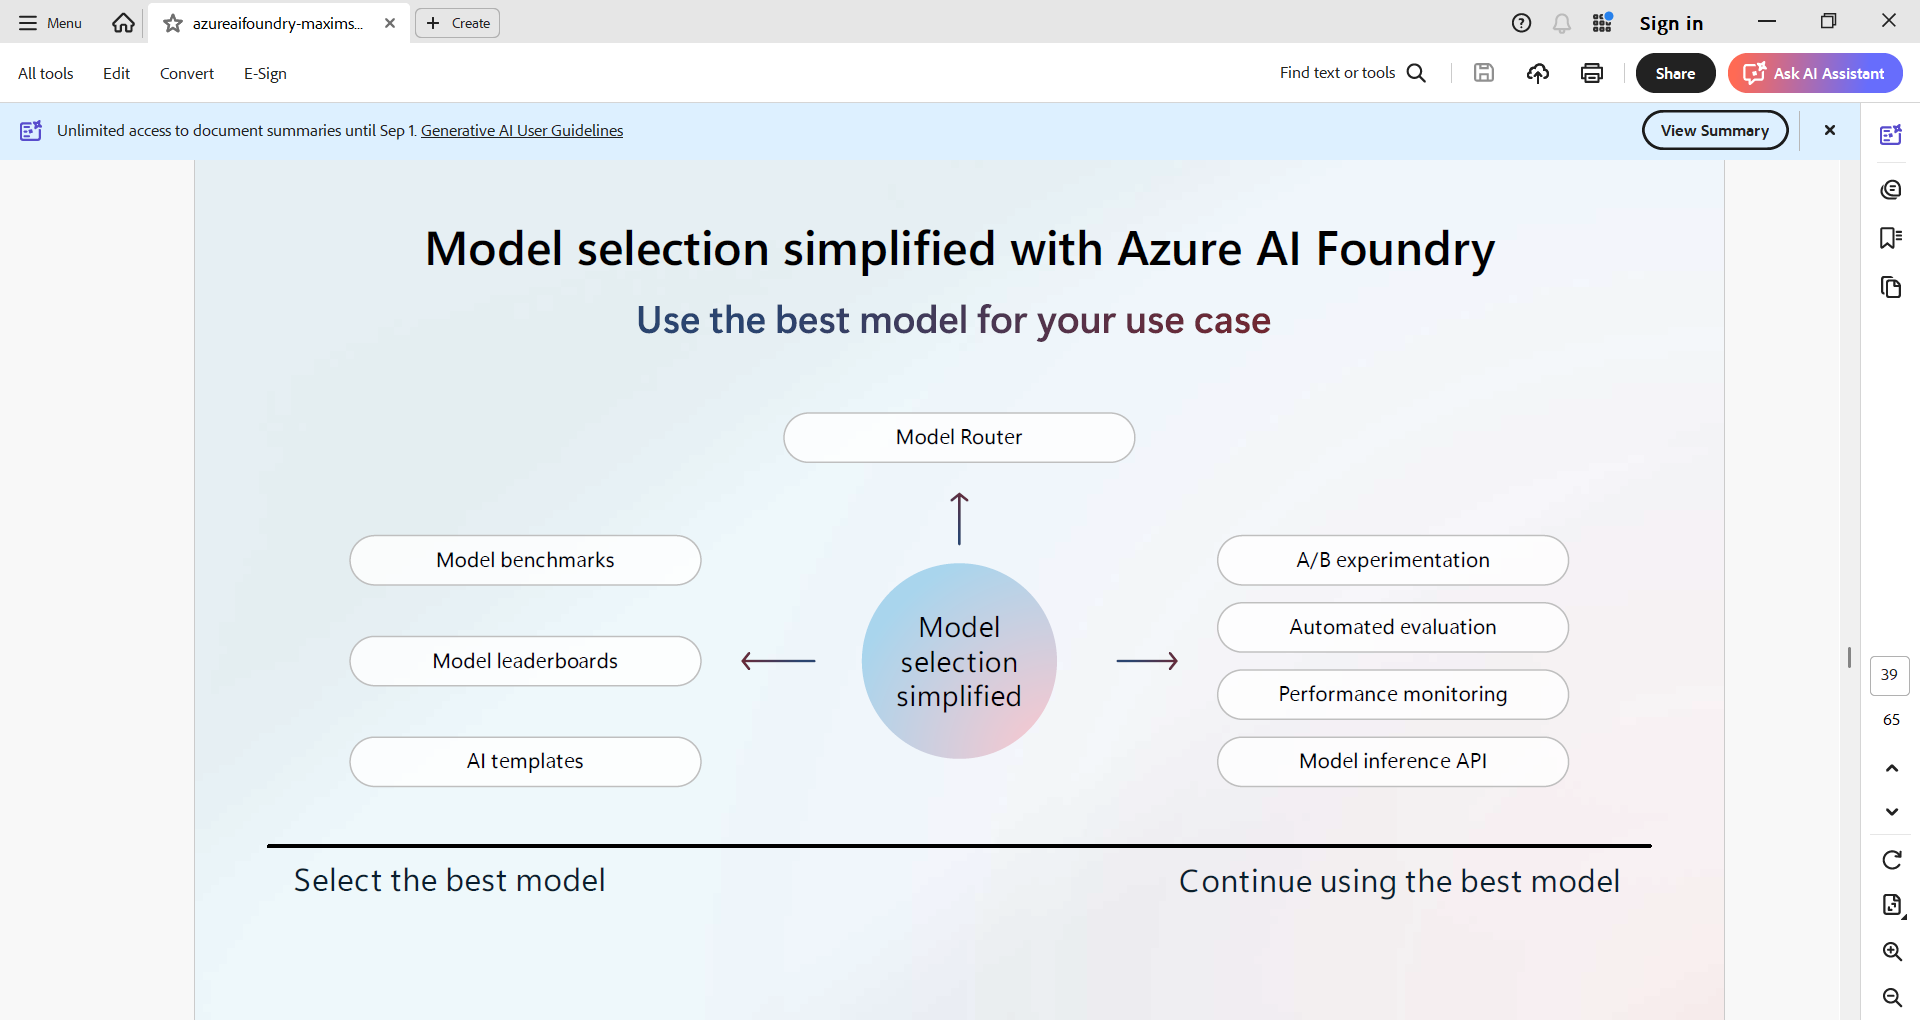 Menu
azureaifoundry-maxims...
Create
Sign in
All tools
Edit
Convert
E-Sign
Find text or tools
Share
Ask AI Assistant
Unlimited access to document summaries until Sep 1. Generative AI User Guidelines
View Summary
Model selection simplified with Azure AI Foundry
Use the best model for your use case
Model Router
Model benchmarks
Model leaderboards
AI templates
Model
selection
simplified
A/B experimentation
Automated evaluation
Performance monitoring
Model inference API
Select the best model
Continue using the best model
39
65